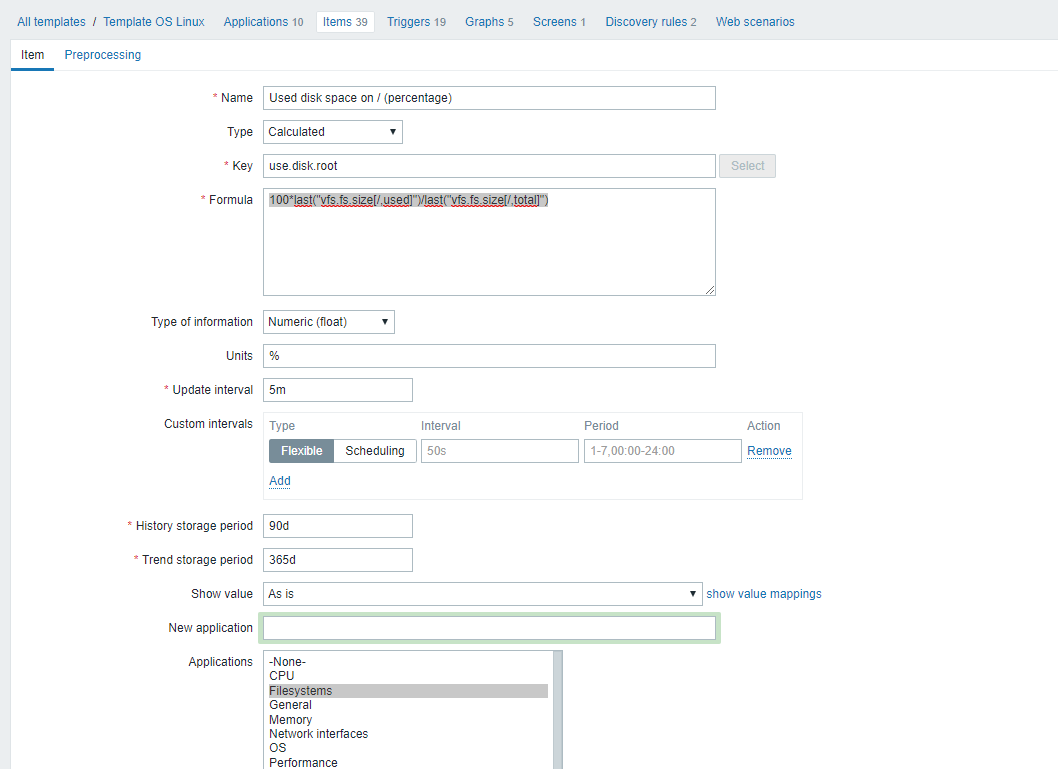 All templates / Template OS Linux Applications 10 Items 39 Triggers 19 Graphs 5 Screens 1 Discovery rules 2 Web scenarios
Item Preprocessing
* Name Used disk space on / (percentage)
Type Calculated ▼
* Key use.disk.root Select
* Formula 100*last("vfs.fs.size[/,used]")/last("vfs.fs.size[/,total]")
Type of information Numeric (float) ▼
Units %
* Update interval 5m
Custom intervals Type Interval Period Action
Flexible Scheduling 50s 1-7,00:00-24:00 Remove
Add
* History storage period 90d
* Trend storage period 365d
Show value As is ▼ show value mappings
New application
Applications -None-
CPU
Filesystems
General
Memory
Network interfaces
OS
Performance